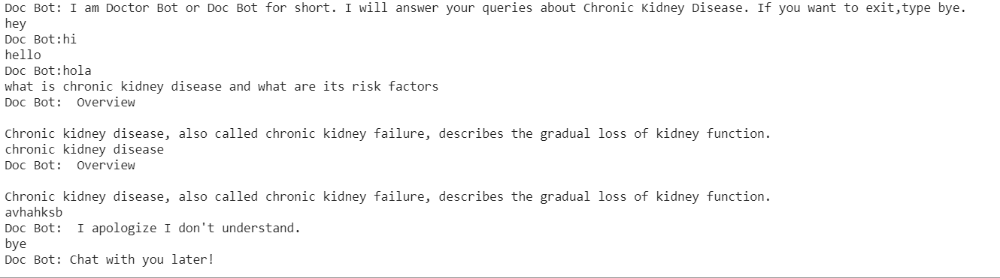 Doc Bot: I am Doctor Bot or Doc Bot for short. I will answer your queries about Chronic Kidney Disease. If you want to exit,type bye.
hey
Doc Bot:hi
hello
Doc Bot:hola
what is chronic kidney disease and what are its risk factors
Doc Bot:  Overview
Chronic kidney disease, also called chronic kidney failure, describes the gradual loss of kidney function.
chronic kidney disease
Doc Bot:  Overview
Chronic kidney disease, also called chronic kidney failure, describes the gradual loss of kidney function.
avhahksb
Doc Bot:  I apologize I don't understand.
bye
Doc Bot: Chat with you later!